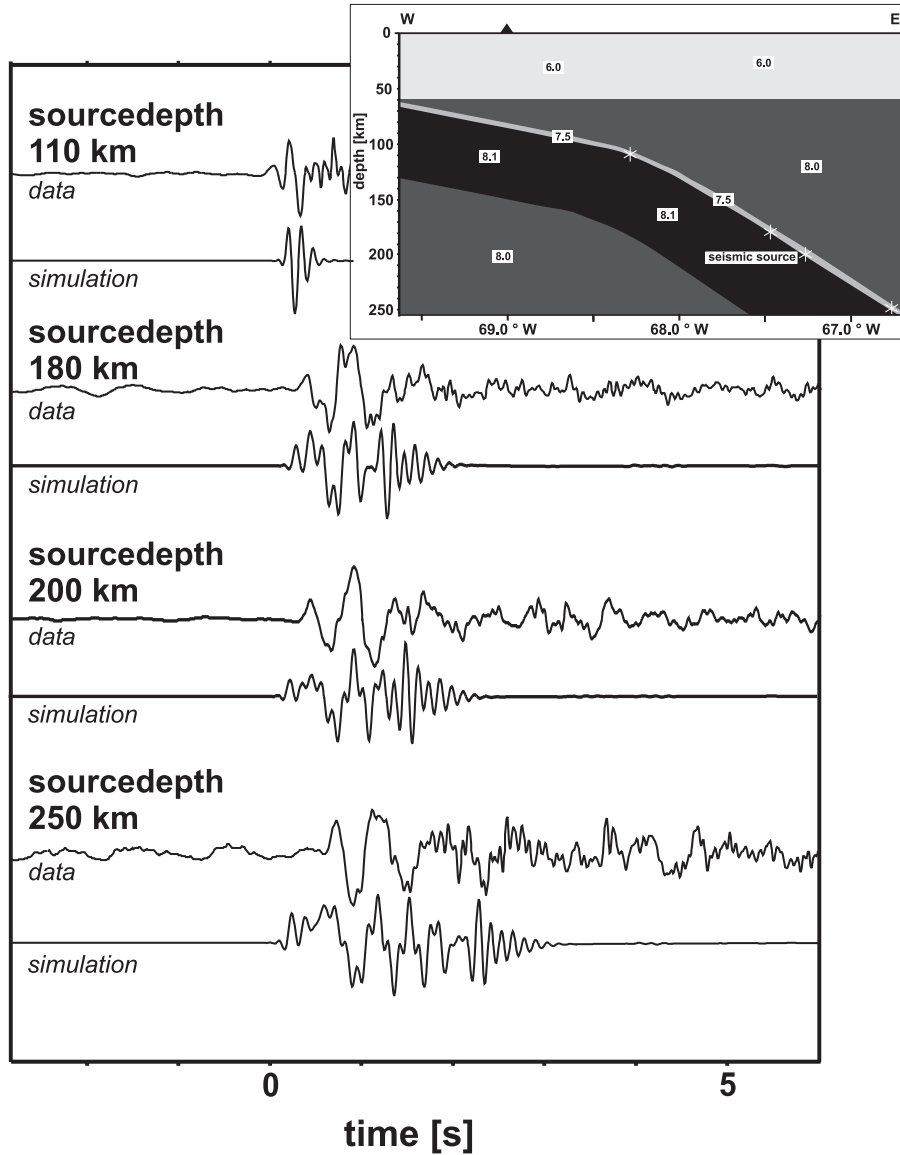 W
E
0
50
100
150
200
250
depth [km]
6.0
6.0
7.5
8.1
8.0
7.5
8.1
8.0
seismic source
69.0 ° W
68.0 ° W
67.0 ° W
sourcedepth
110 km
data
simulation
sourcedepth
180 km
data
simulation
sourcedepth
200 km
data
simulation
sourcedepth
250 km
data
simulation
0
5
time [s]